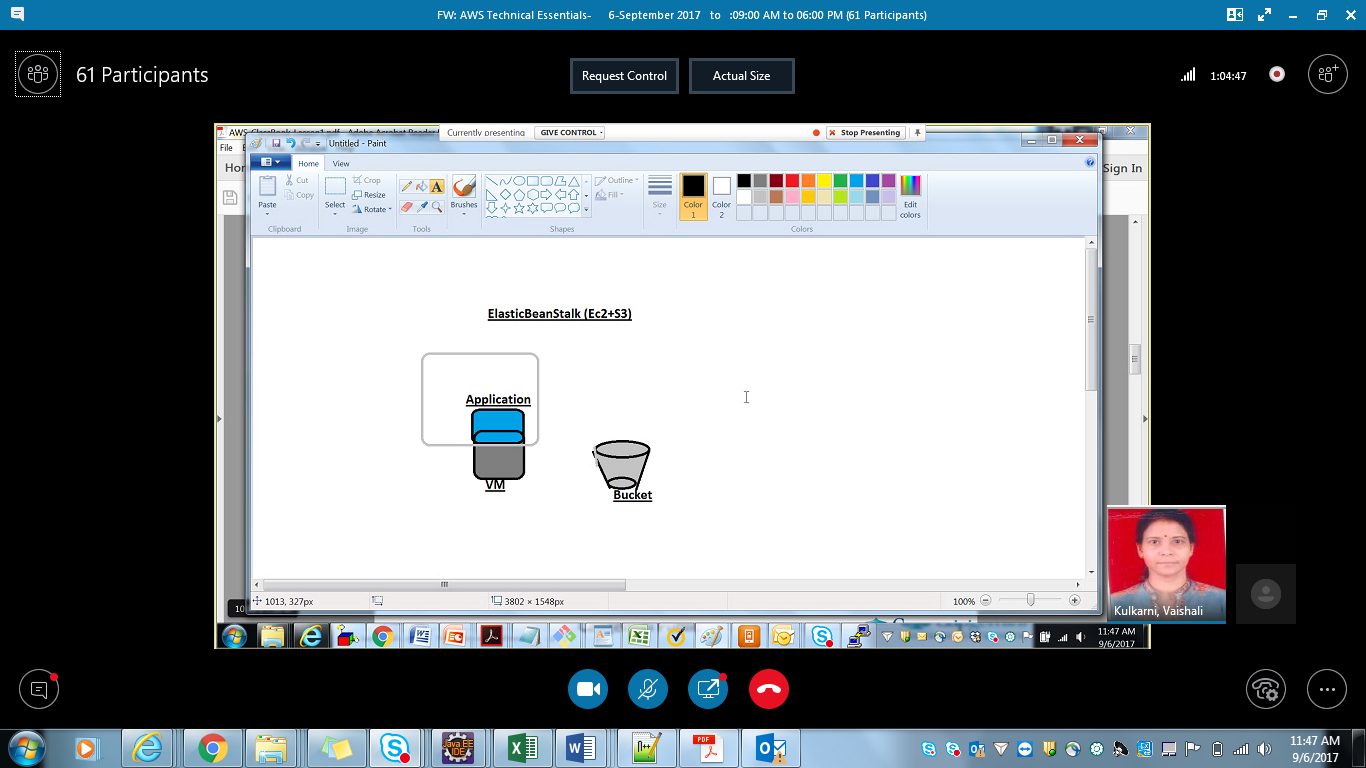 FW: AWS Technical Essentials- 6-September 2017 to :09:00 AM to 06:00 PM (61 Participants)
61 Participants
Request Control
Actual Size
1:04:47
Currently presenting
GIVE CONTROL
Stop Presenting
Untitled - Paint
File
Home
View
Sign In
Paste
Cut
Copy
Clipboard
Select
Crop
Resize
Rotate
Image
A
Tools
Brushes
Outline
Fill
Shapes
Size
Color 1
Color 2
Edit colors
Colors
ElasticBeanStalk (Ec2+S3)
Application
VM
Bucket
1013, 327px
3802 × 1548px
100%
Kulkarni, Vaishali
11:47 AM
9/6/2017
Java EE
IDE
11:47 AM
9/6/2017